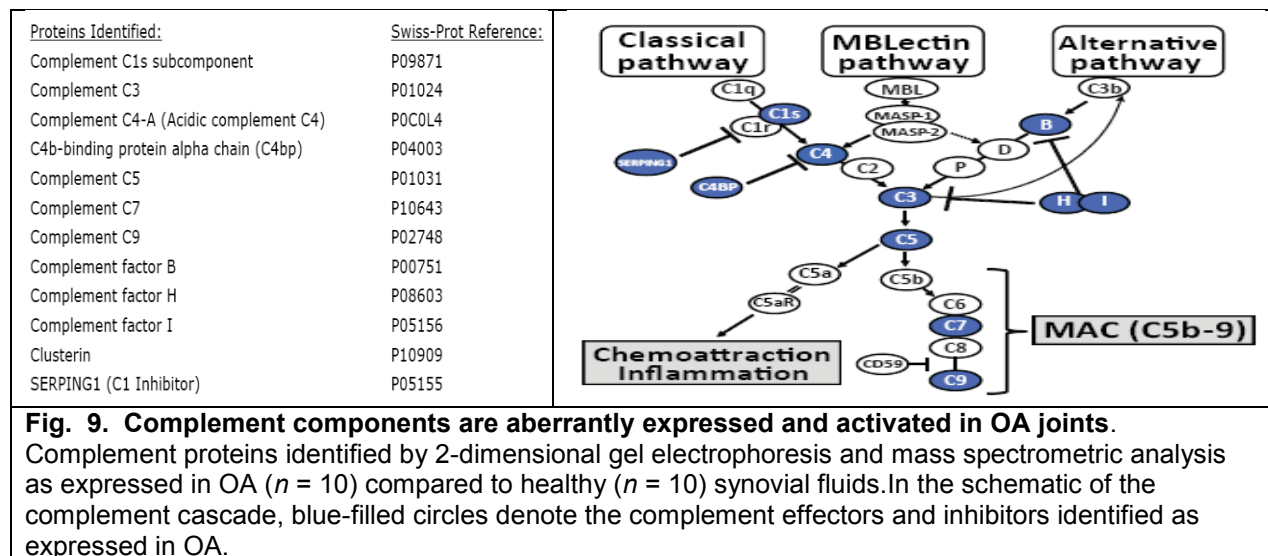 Proteins Identified: Swiss-Prot Reference:
Complement C1s subcomponent P09871
Complement C3 P01024
Complement C4-A (Acidic complement C4) P0C0L4
C4b-binding protein alpha chain (C4bp) P04003
Complement C5 P01031
Complement C7 P10643
Complement C9 P02748
Complement factor B P00751
Complement factor H P08603
Complement factor I P05156
Clusterin P10909
SERPING1 (C1 Inhibitor) P05155
Classical pathway
MBLectin pathway
Alternative pathway
C1q
MBL
C3b
C1s
C1r
MASP-1
MASP-2
B
D
SERPING1
C4
C2
P
C4BP
C3
H
I
C5
C5a
C5b
C5aR
C6
C7
C8
CD59
C9
MAC (C5b-9)
Chemoattraction
Inflammation
Fig. 9. Complement components are aberrantly expressed and activated in OA joints.
Complement proteins identified by 2-dimensional gel electrophoresis and mass spectrometric analysis
as expressed in OA (n = 10) compared to healthy (n = 10) synovial fluids.In the schematic of the
complement cascade, blue-filled circles denote the complement effectors and inhibitors identified as
expressed in OA.